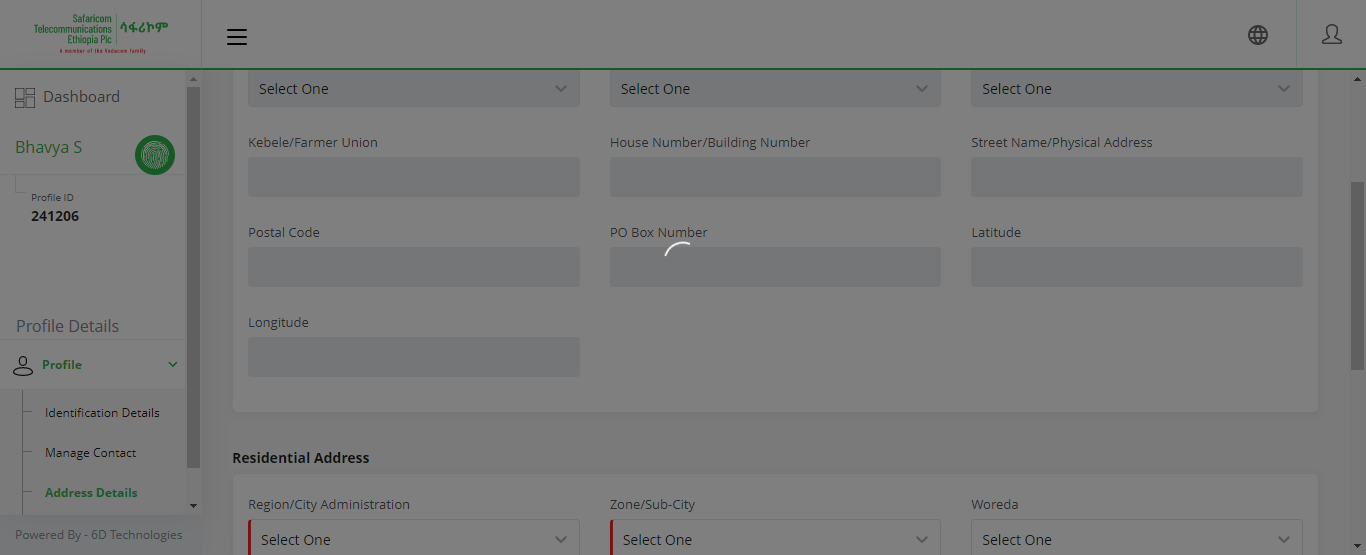 Safaricom
Telecommunications
Ethiopia Plc
ሳፋሪኮም
A member of the Vodacom family
Dashboard
Bhavya S
Profile ID
241206
Profile Details
Profile
Identification Details
Manage Contact
Address Details
Powered By - 6D Technologies
Select One Select One Select One
Kebele/Farmer Union House Number/Building Number Street Name/Physical Address
Postal Code PO Box Number Latitude
Longitude
Residential Address
Region/City Administration Zone/Sub-City Woreda
Select One Select One Select One